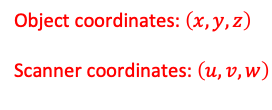 Object coordinates: (x, y, z)
Scanner coordinates: (u, v, w)